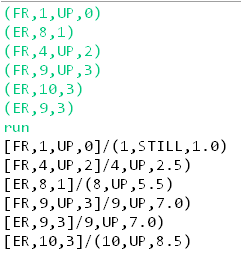 (FR,1,UP,0)
(ER,8,1)
(FR,4,UP,2)
(FR,9,UP,3)
(ER,10,3)
(ER,9,3)
run
[FR,1,UP,0]/(1,STILL,1.0)
[FR,4,UP,2]/4,UP,2.5)
[ER,8,1]/(8,UP,5.5)
[FR,9,UP,3]/9,UP,7.0)
[ER,9,3]/9,UP,7.0)
[ER,10,3]/(10,UP,8.5)